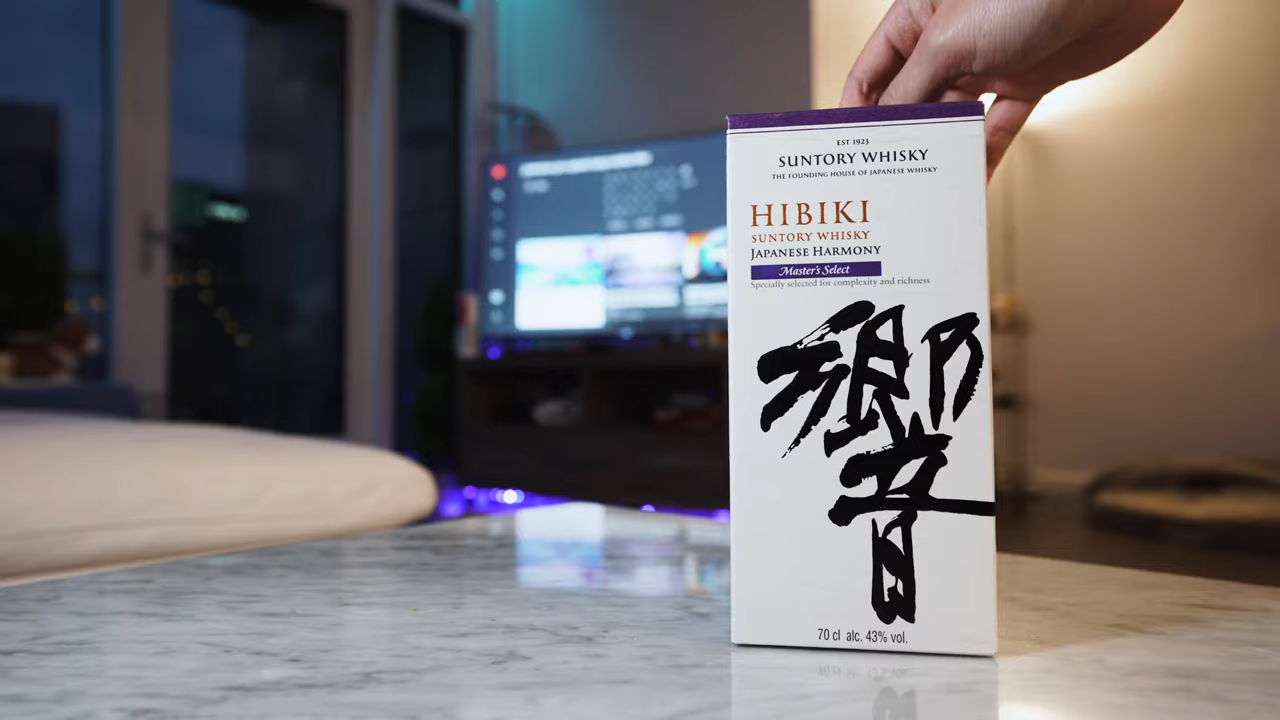 EST 1923
SUNTORY WHISKY
THE FOUNDING HOUSE OF JAPANESE WHISKY
HIBIKI
SUNTORY WHISKY
JAPANESE HARMONY
Master's Select
Specially selected for complexity and richness
響
70 cl alc. 43% vol.